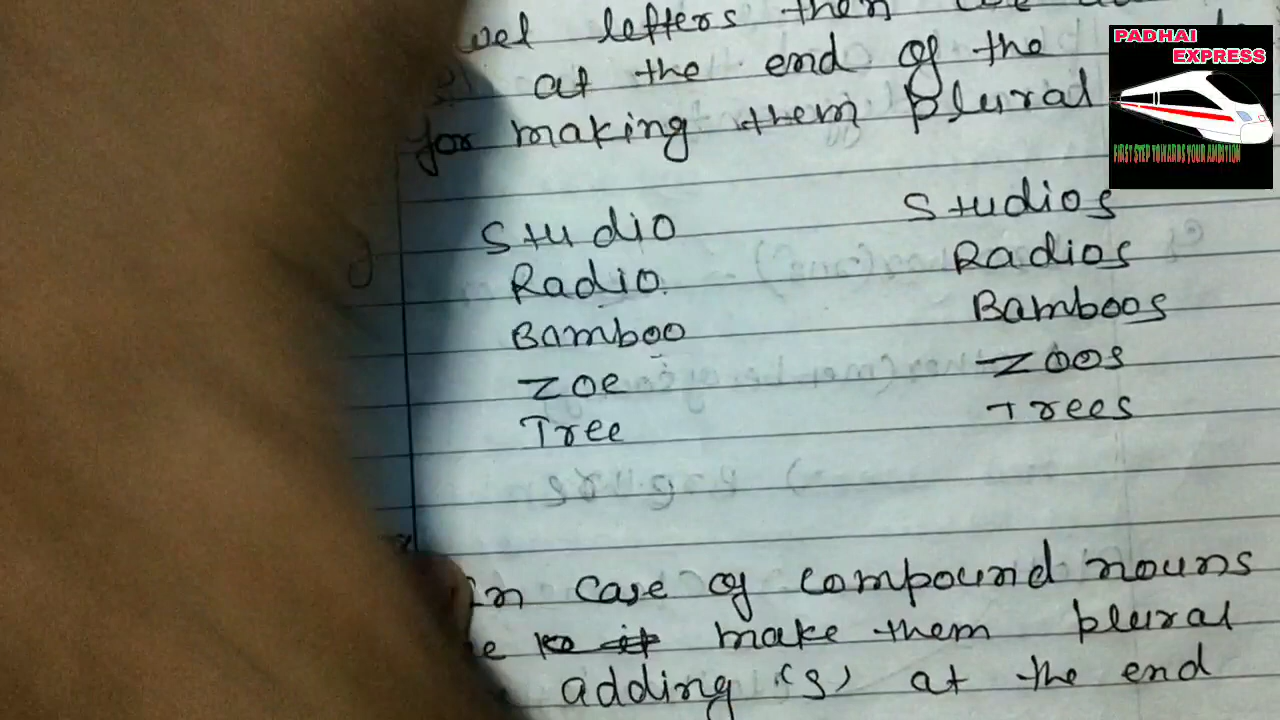 letters then
at the end of the
for making them plural
Studio Studios
Radio Radios
Bamboo Bamboos
Zoe Zoos
Tree Trees
In case of compound nouns
make them plural
adding (s) at the end
PADHAI
EXPRESS
FIRST STEP TOWARDS YOUR AMBITION